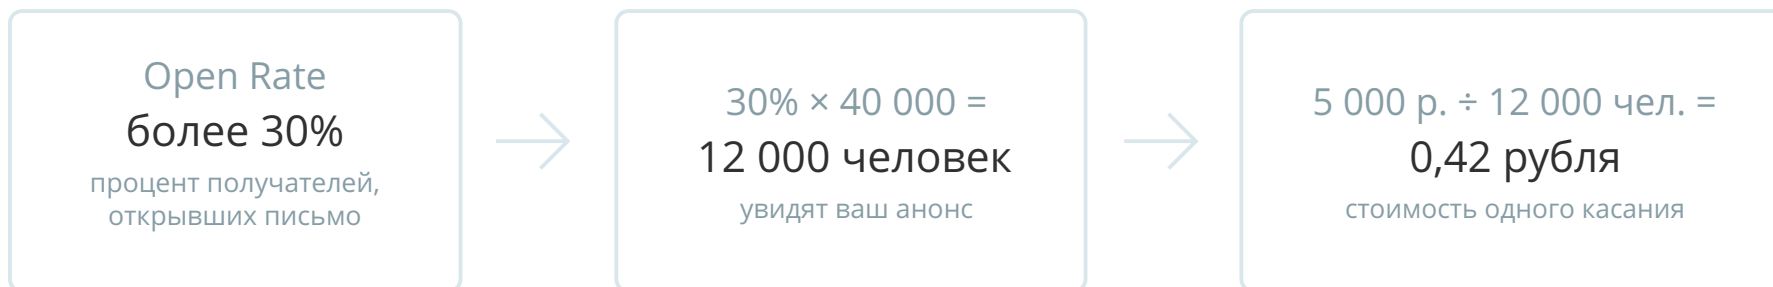 Open Rate
более 30%
процент получателей,
открывших письмо
30% × 40 000 =
12 000 человек
увидят ваш анонс
5 000 р. ÷ 12 000 чел. =
0,42 рубля
стоимость одного касания